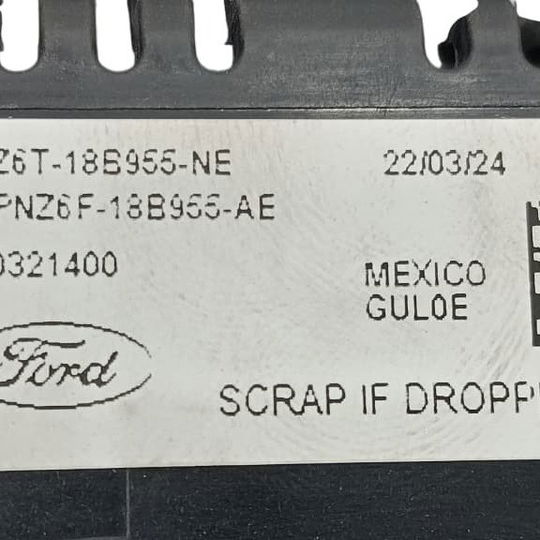 Z6T-18B955-NE 22/03/24
PNZ6F-18B955-AE
0321400
MEXICO
GUL0E
Ford
SCRAP IF DROPP